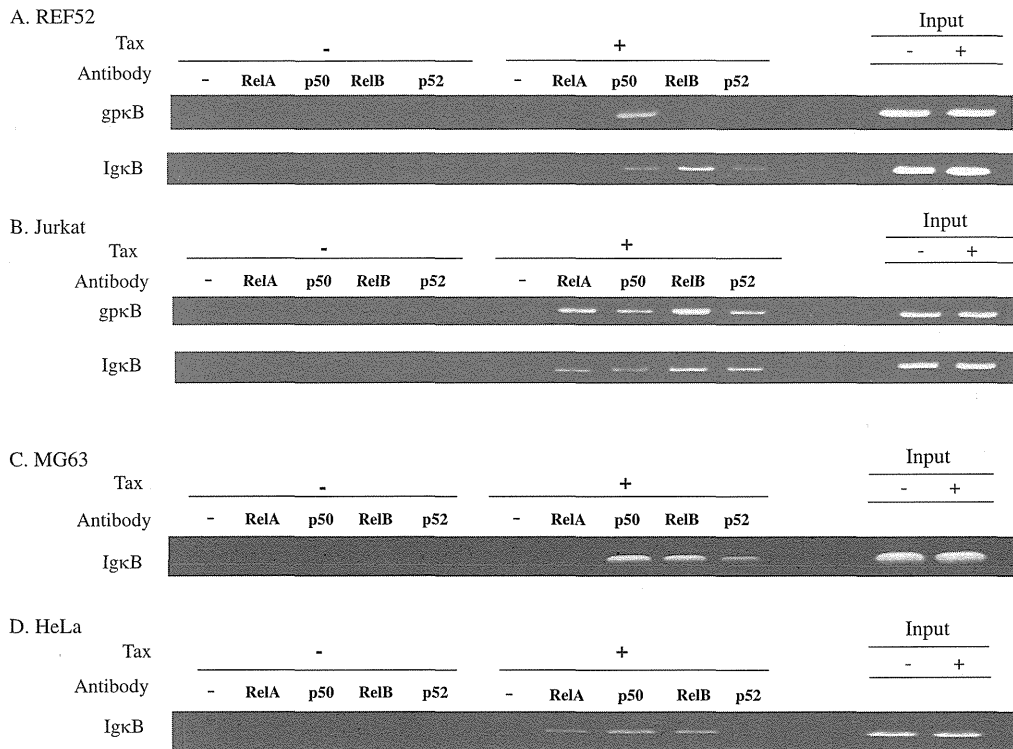 A. REF52
Input
Tax - + - +
Antibody - RelA p50 RelB p52 - RelA p50 RelB p52
gpκB
IgκB
B. Jurkat
Input
Tax - + - +
Antibody - RelA p50 RelB p52 - RelA p50 RelB p52
gpκB
IgκB
C. MG63
Input
Tax - + - +
Antibody - RelA p50 RelB p52 - RelA p50 RelB p52
IgκB
D. HeLa
Input
Tax - + - +
Antibody - RelA p50 RelB p52 - RelA p50 RelB p52
IgκB